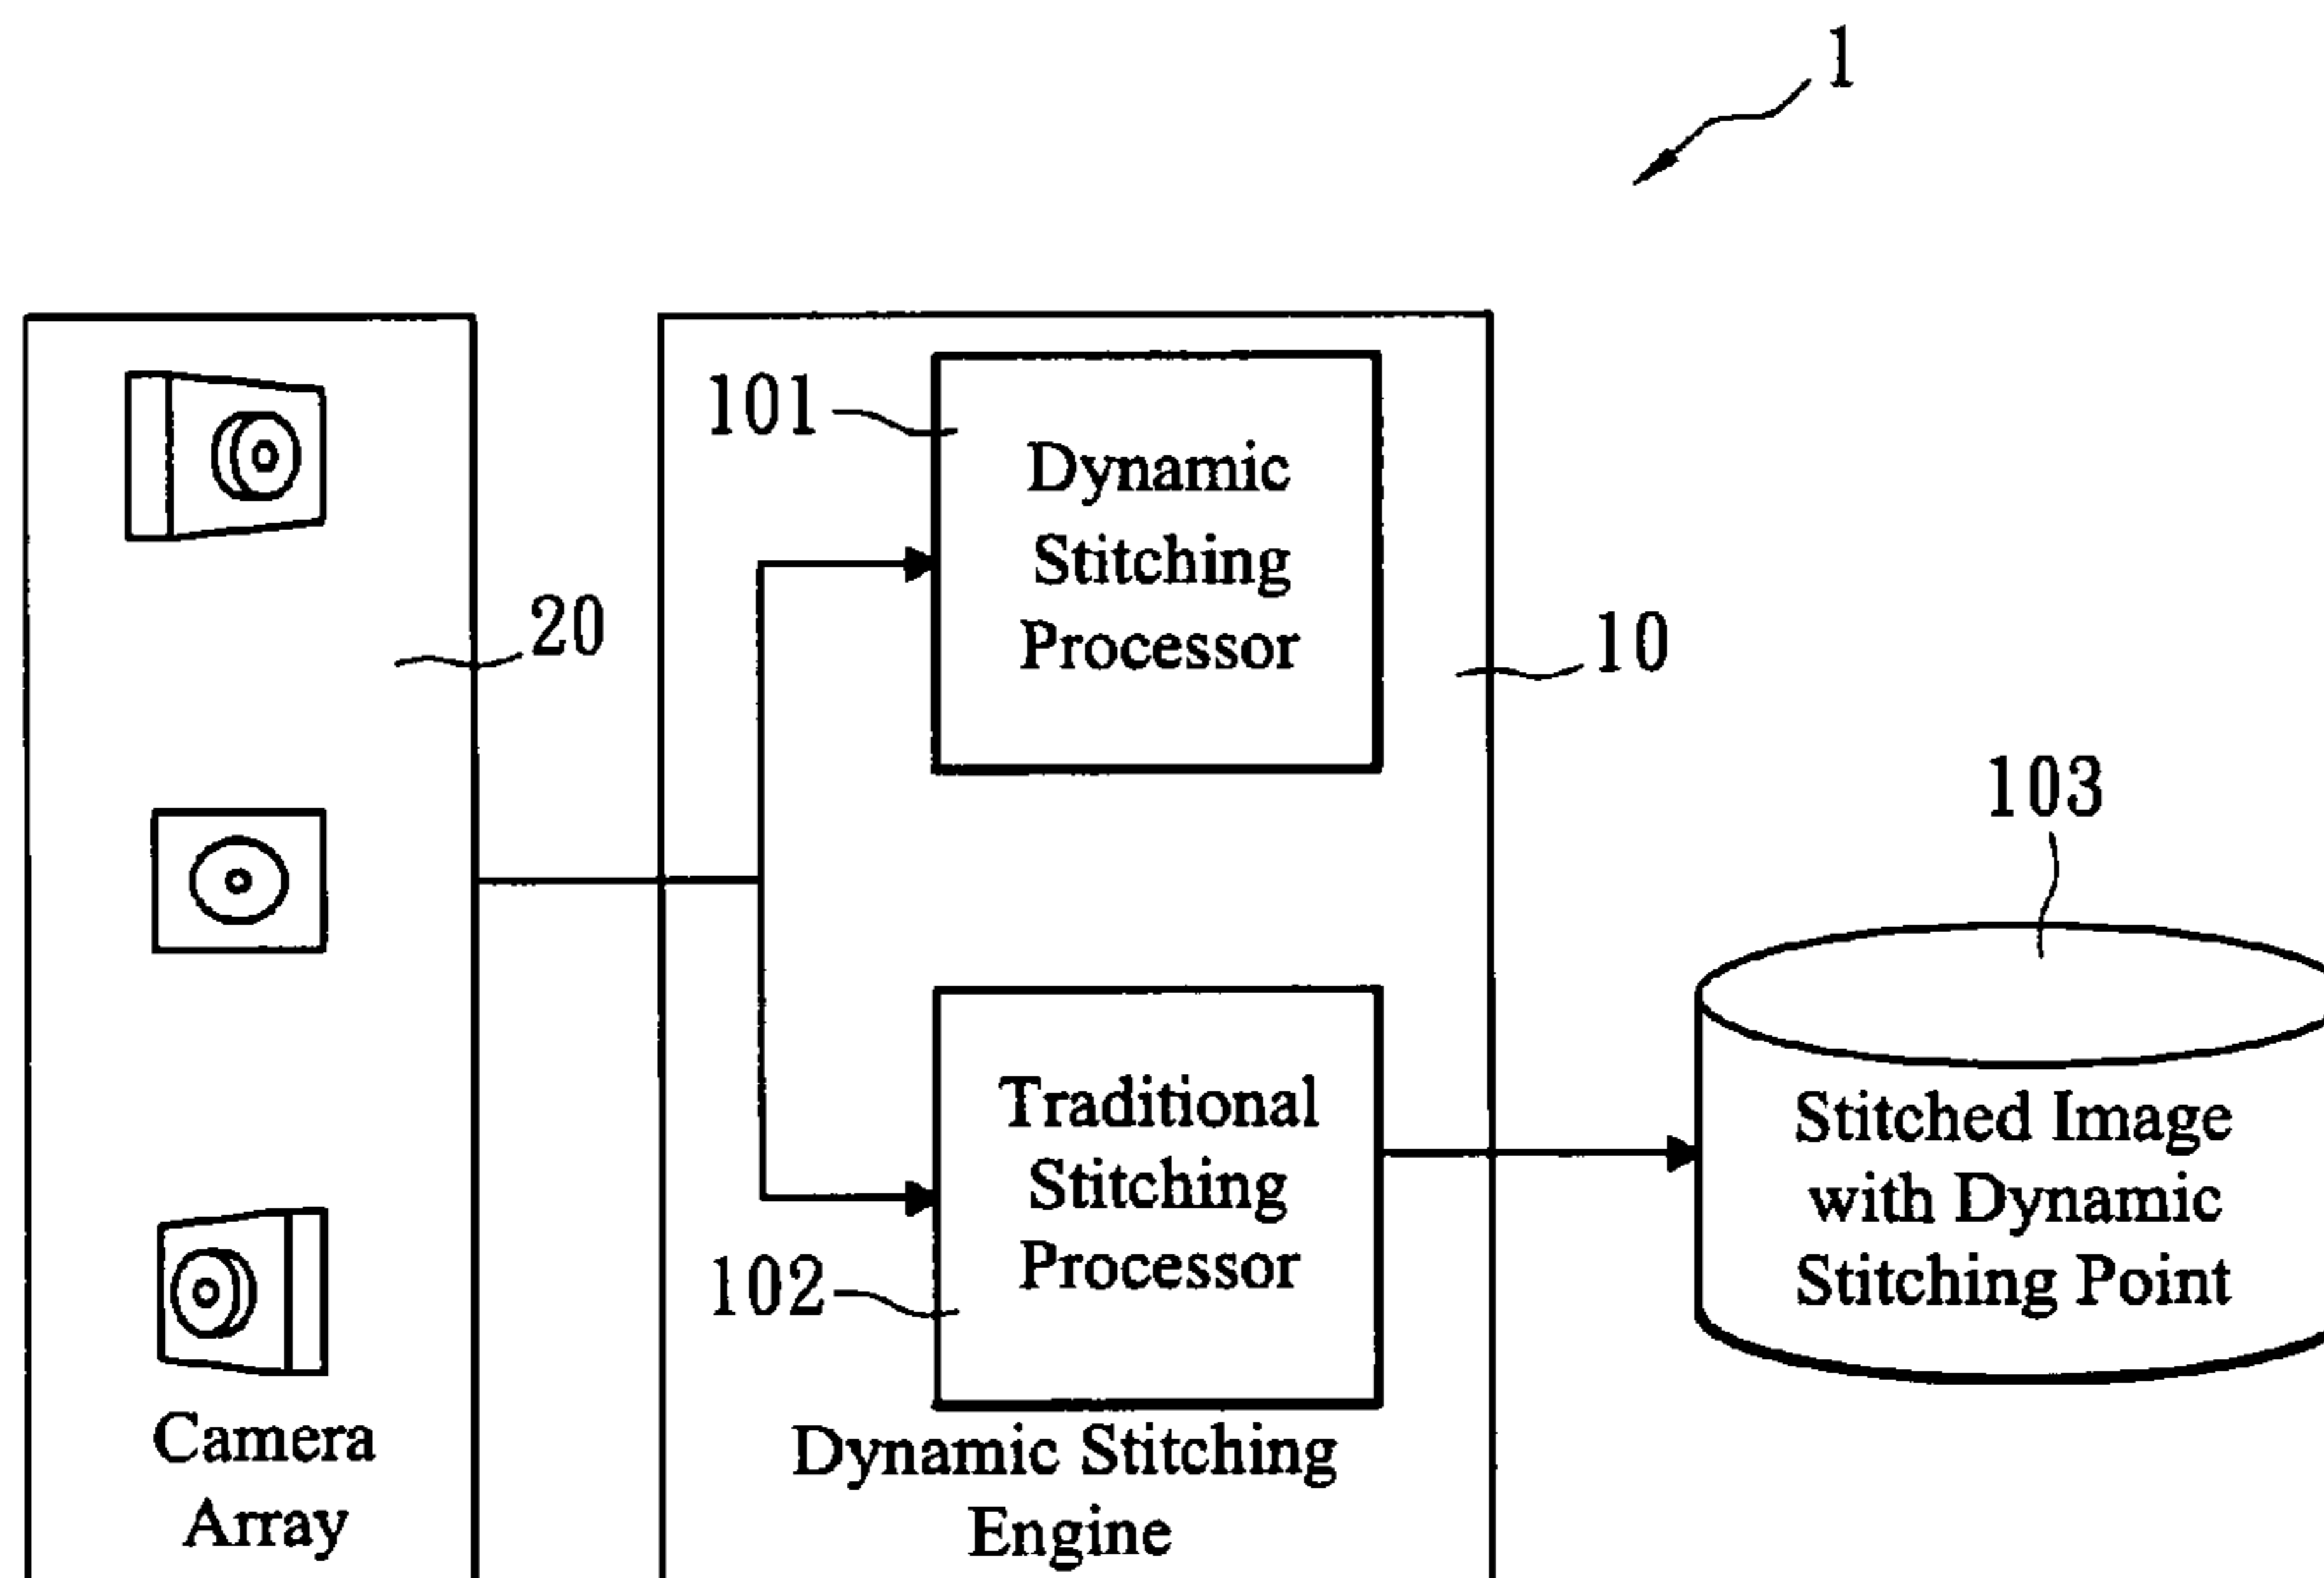 1
20
Camera
Array
101
Dynamic
Stitching
Processor
10
Traditional
Stitching
Processor
102
Dynamic Stitching
Engine
103
Stitched Image
with Dynamic
Stitching Point